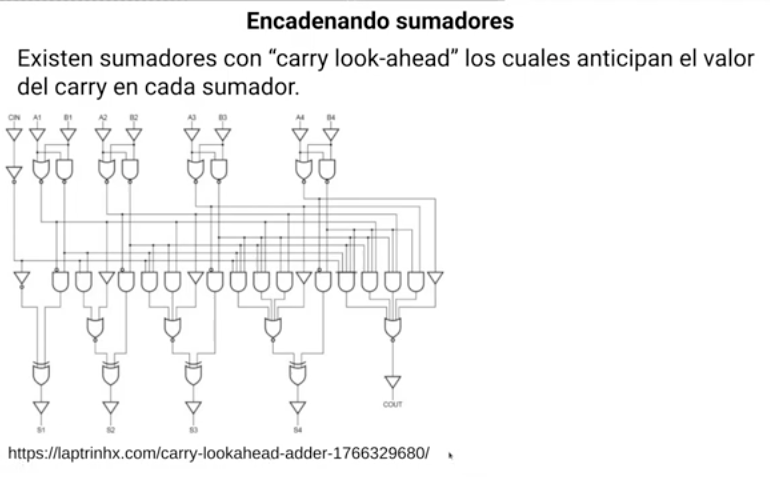 Encadenando sumadores
Existen sumadores con “carry look-ahead” los cuales anticipan el valor
del carry en cada sumador.
CIN A1 B1 A2 B2 A3 B3 A4 B4
COUT
S1 S2 S3 S4
https://laptrinhx.com/carry-lookahead-adder-1766329680/